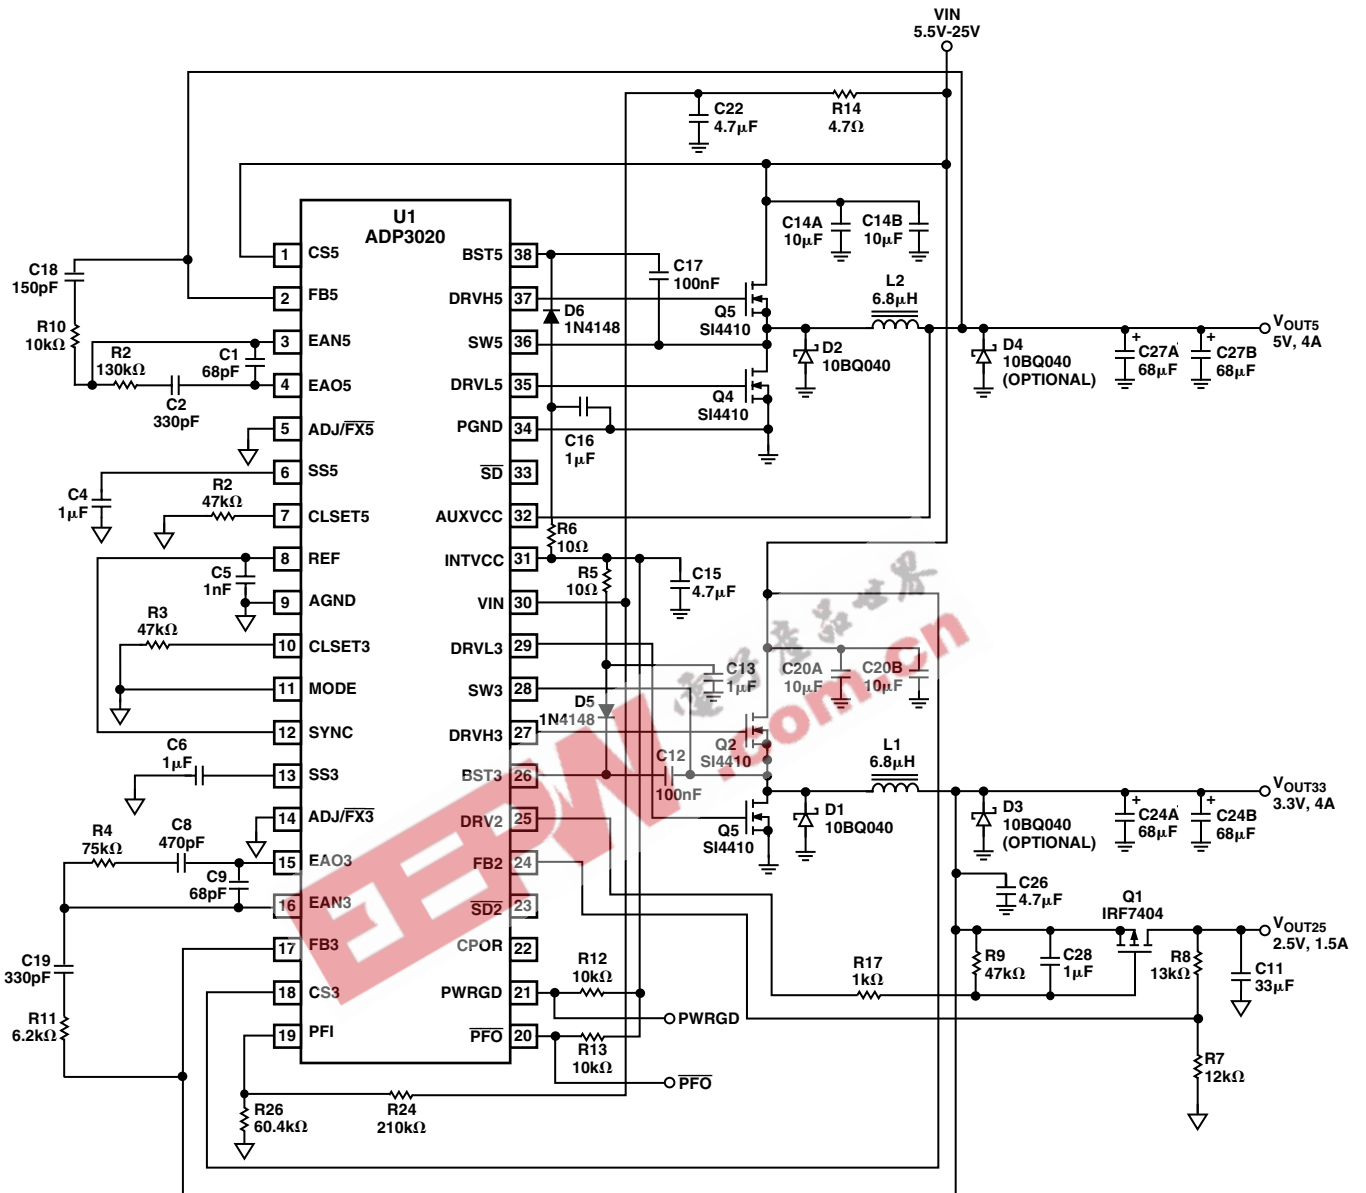 VIN
5.5V-25V
C22
4.7µF
R14
4.7Ω
U1
ADP3020
C14A
10µF
C14B
10µF
C18
150pF
R10
10kΩ
R2
130kΩ
C1
68pF
C2
330pF
1 CS5
2 FB5
3 EAN5
4 EAO5
5 ADJ/FX5
6 SS5
7 CLSET5
8 REF
9 AGND
10 CLSET3
11 MODE
12 SYNC
13 SS3
14 ADJ/FX3
15 EAO3
16 EAN3
17 FB3
18 CS3
19 PFI
BST5 38
DRVH5 37
SW5 36
DRVL5 35
PGND 34
SD 33
AUXVCC 32
INTVCC 31
VIN 30
DRVL3 29
SW3 28
DRVH3 27
BST3 26
DRV2 25
FB2 24
SD2 23
CPOR 22
PWRGD 21
PFO 20
C17
100nF
D6
1N4148
Q5
SI4410
L2
6.8µH
D2
10BQ040
D4
10BQ040
(OPTIONAL)
C27A
68µF
C27B
68µF
VOUT5
5V, 4A
Q4
SI4410
C16
1µF
C4
1µF
R2
47kΩ
R6
10Ω
C5
1nF
R5
10Ω
C15
4.7µF
R3
47kΩ
C13
1µF
C20A
10µF
C20B
10µF
D5
1N4148
C6
1µF
C12
100nF
Q2
SI4410
L1
6.8µH
VOUT33
3.3V, 4A
Q5
SI4410
D1
10BQ040
D3
10BQ040
(OPTIONAL)
C24A
68µF
C24B
68µF
R4
75kΩ
C8
470pF
C9
68pF
C26
4.7µF
Q1
IRF7404
VOUT25
2.5V, 1.5A
C19
330pF
R11
6.2kΩ
R12
10kΩ
R17
1kΩ
R9
47kΩ
C28
1µF
R8
13kΩ
C11
33µF
PWRGD
R13
10kΩ
PFO
R7
12kΩ
R26
60.4kΩ
R24
210kΩ
EEPW
.com.cn
电子産品世界